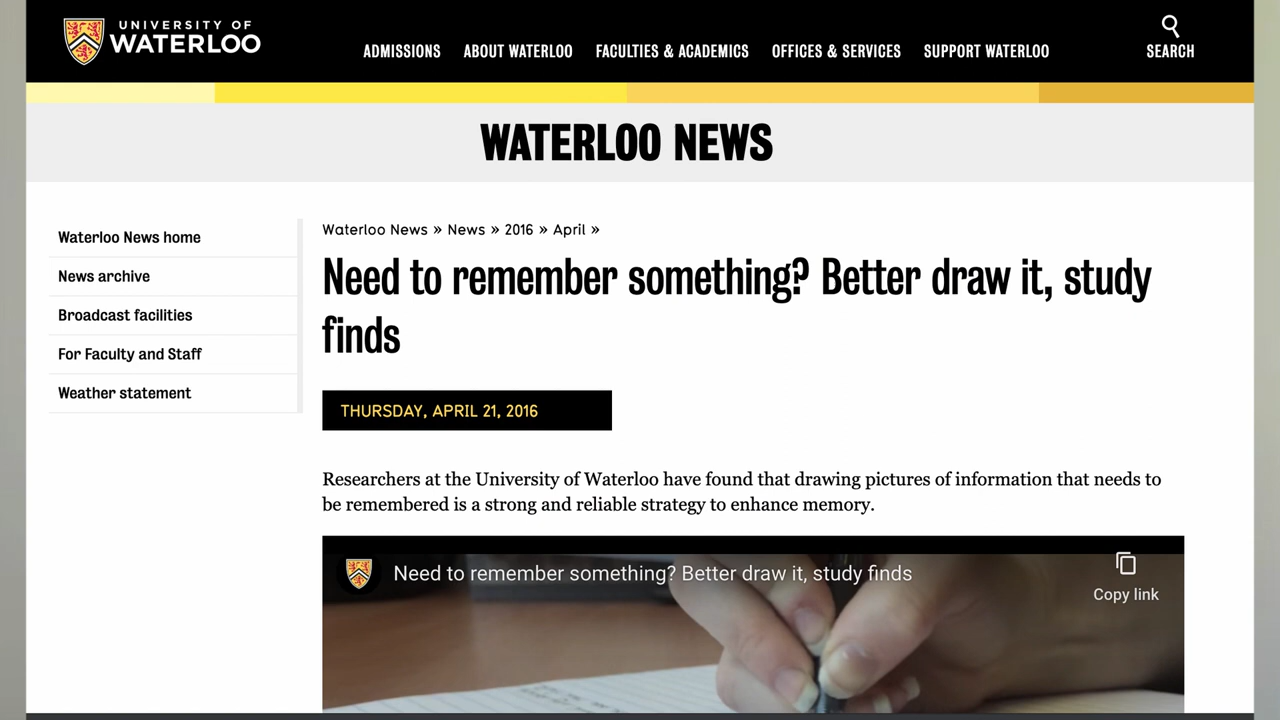 UNIVERSITY OF
WATERLOO
ADMISSIONS ABOUT WATERLOO FACULTIES & ACADEMICS OFFICES & SERVICES SUPPORT WATERLOO
SEARCH
WATERLOO NEWS
Waterloo News home
News archive
Broadcast facilities
For Faculty and Staff
Weather statement
Waterloo News » News » 2016 » April »
Need to remember something? Better draw it, study
finds
THURSDAY, APRIL 21, 2016
Researchers at the University of Waterloo have found that drawing pictures of information that needs to
be remembered is a strong and reliable strategy to enhance memory.
Need to remember something? Better draw it, study finds
Copy link